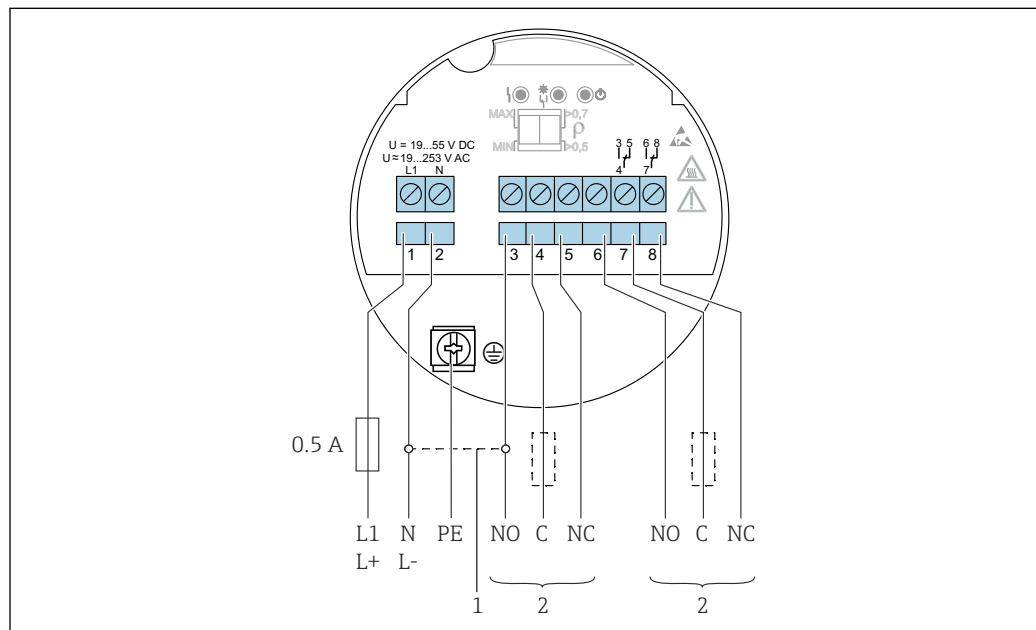 MAX >0,7
ρ
MIN >0,5
U = 19...55 V DC
U≈19...253 V AC
L1 N
3 5 6 8
4 7
1 2 3 4 5 6 7 8
0.5 A
L1 N PE NO C NC NO C NC
L+ L-
1 2 2